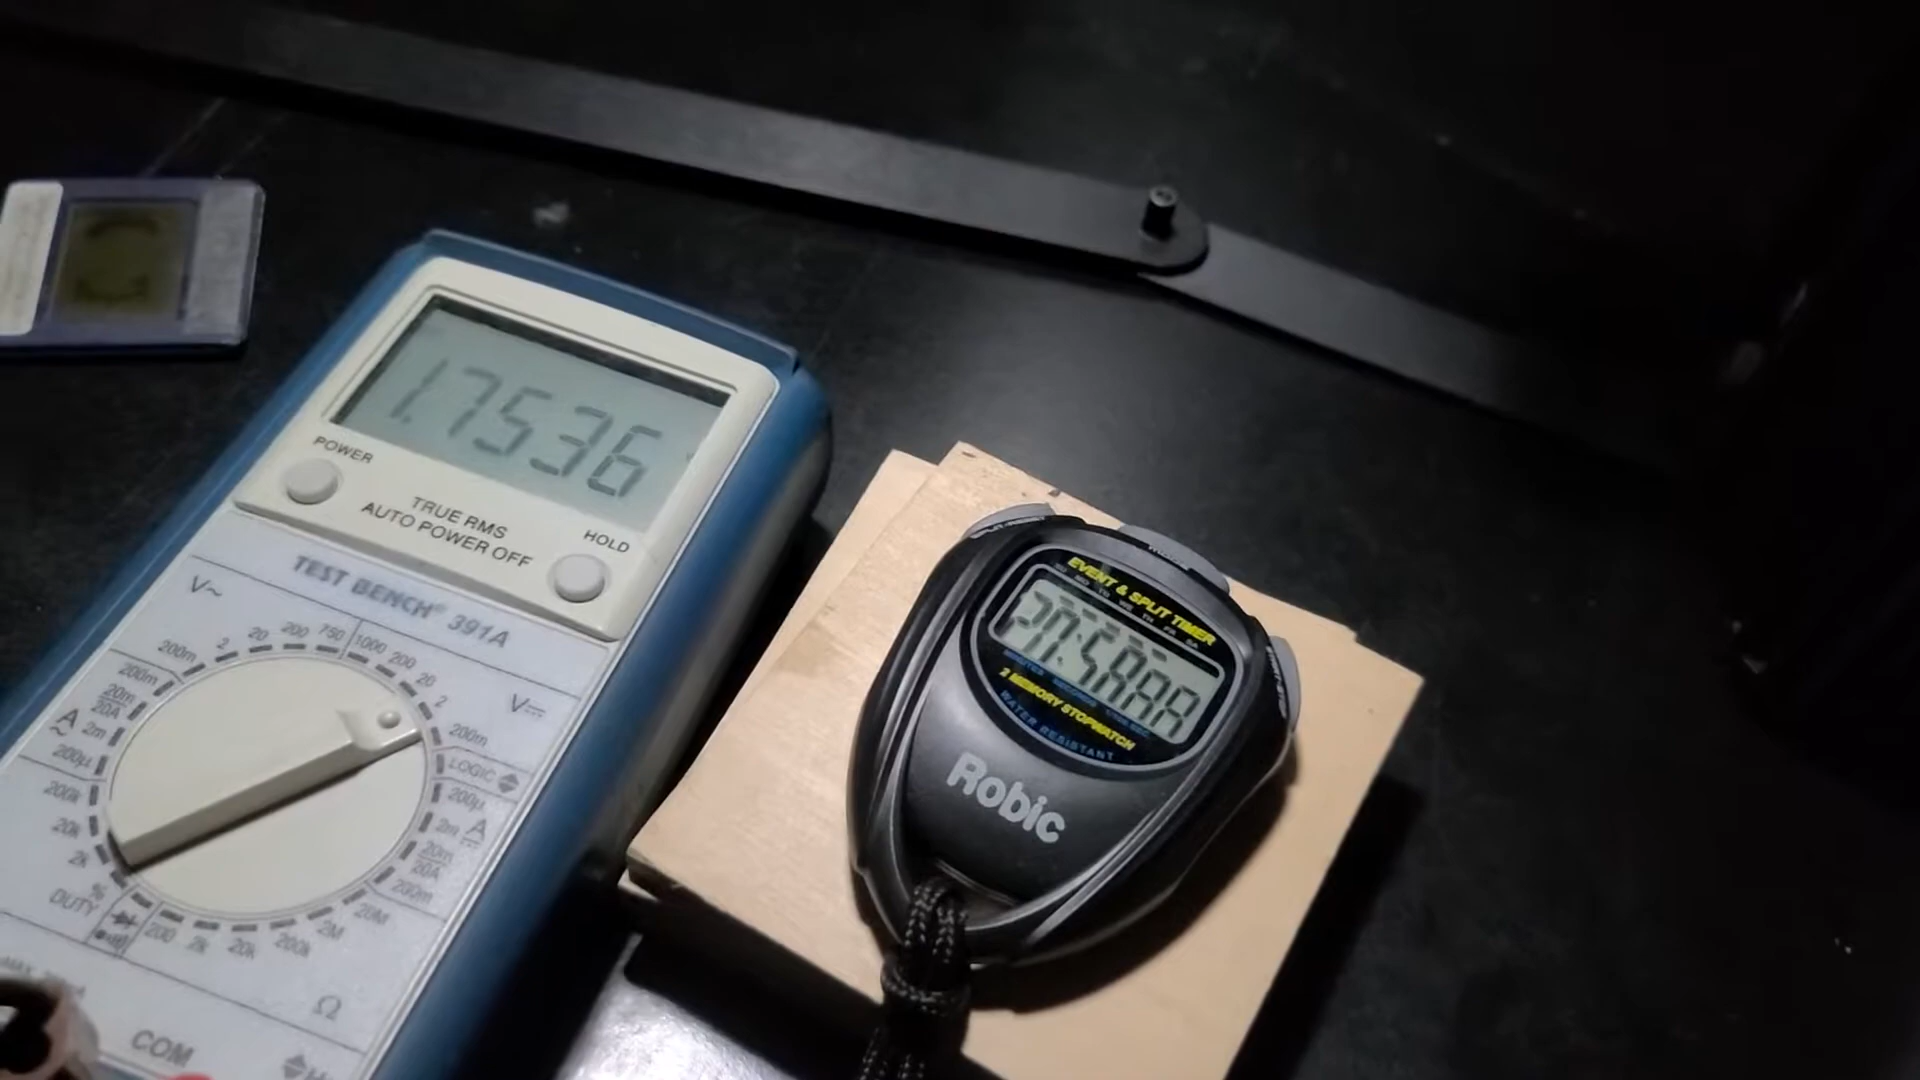 1.7536
POWER
TRUE RMS
AUTO POWER OFF
HOLD
TEST BENCH® 391A
V~
V⎓
200m 2 20 200 750 1000 200 20 2 200m
200m
20m
20A
2m
200µ
A
200k
20k
2k
%
DUTY
LOGIC
200µ
2m
A
20m
20A
200m
20M
2M
200k
20k
2k
200
Ω
COM
EVENT & SPLIT TIMER
2 MEMORY STOPWATCH
WATER RESISTANT
Robic